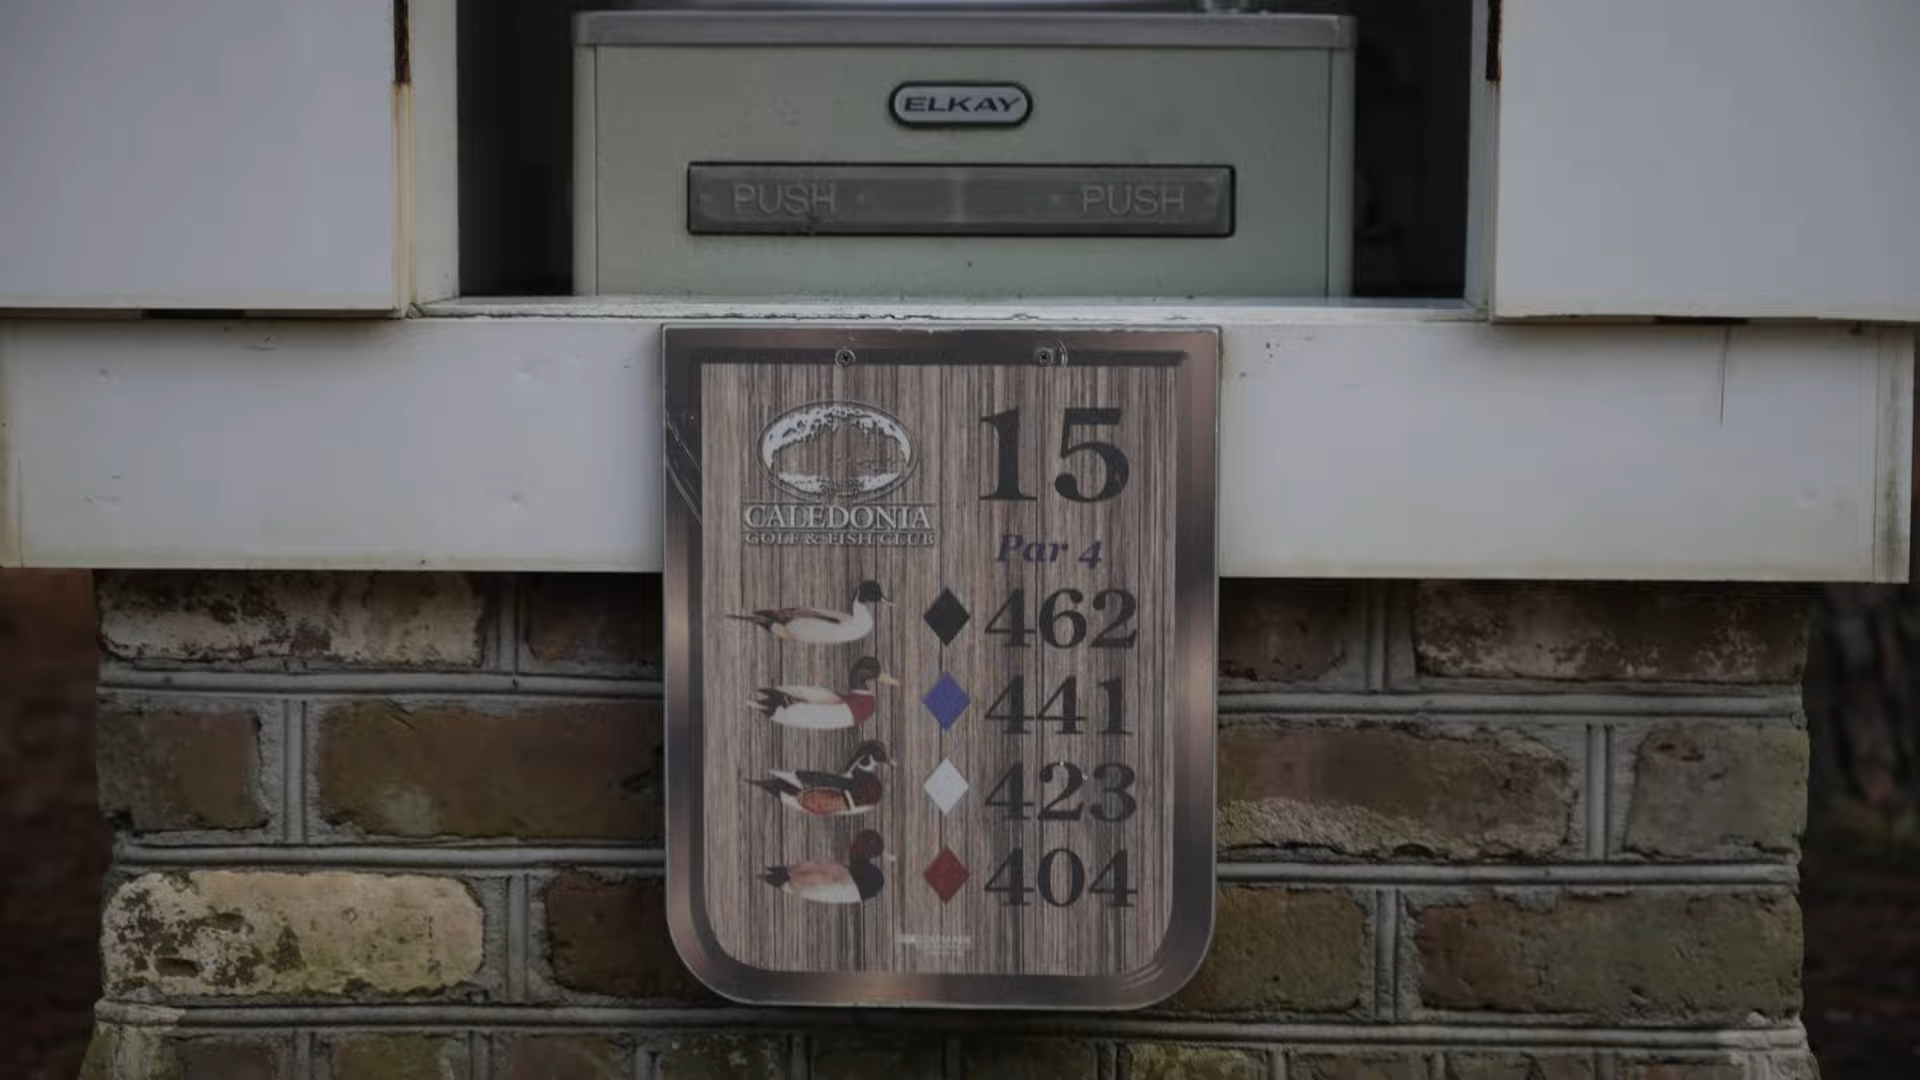 ELKAY
PUSH PUSH
15
CALEDONIA
GOLF & FISH CLUB
Par 4
462
441
423
404